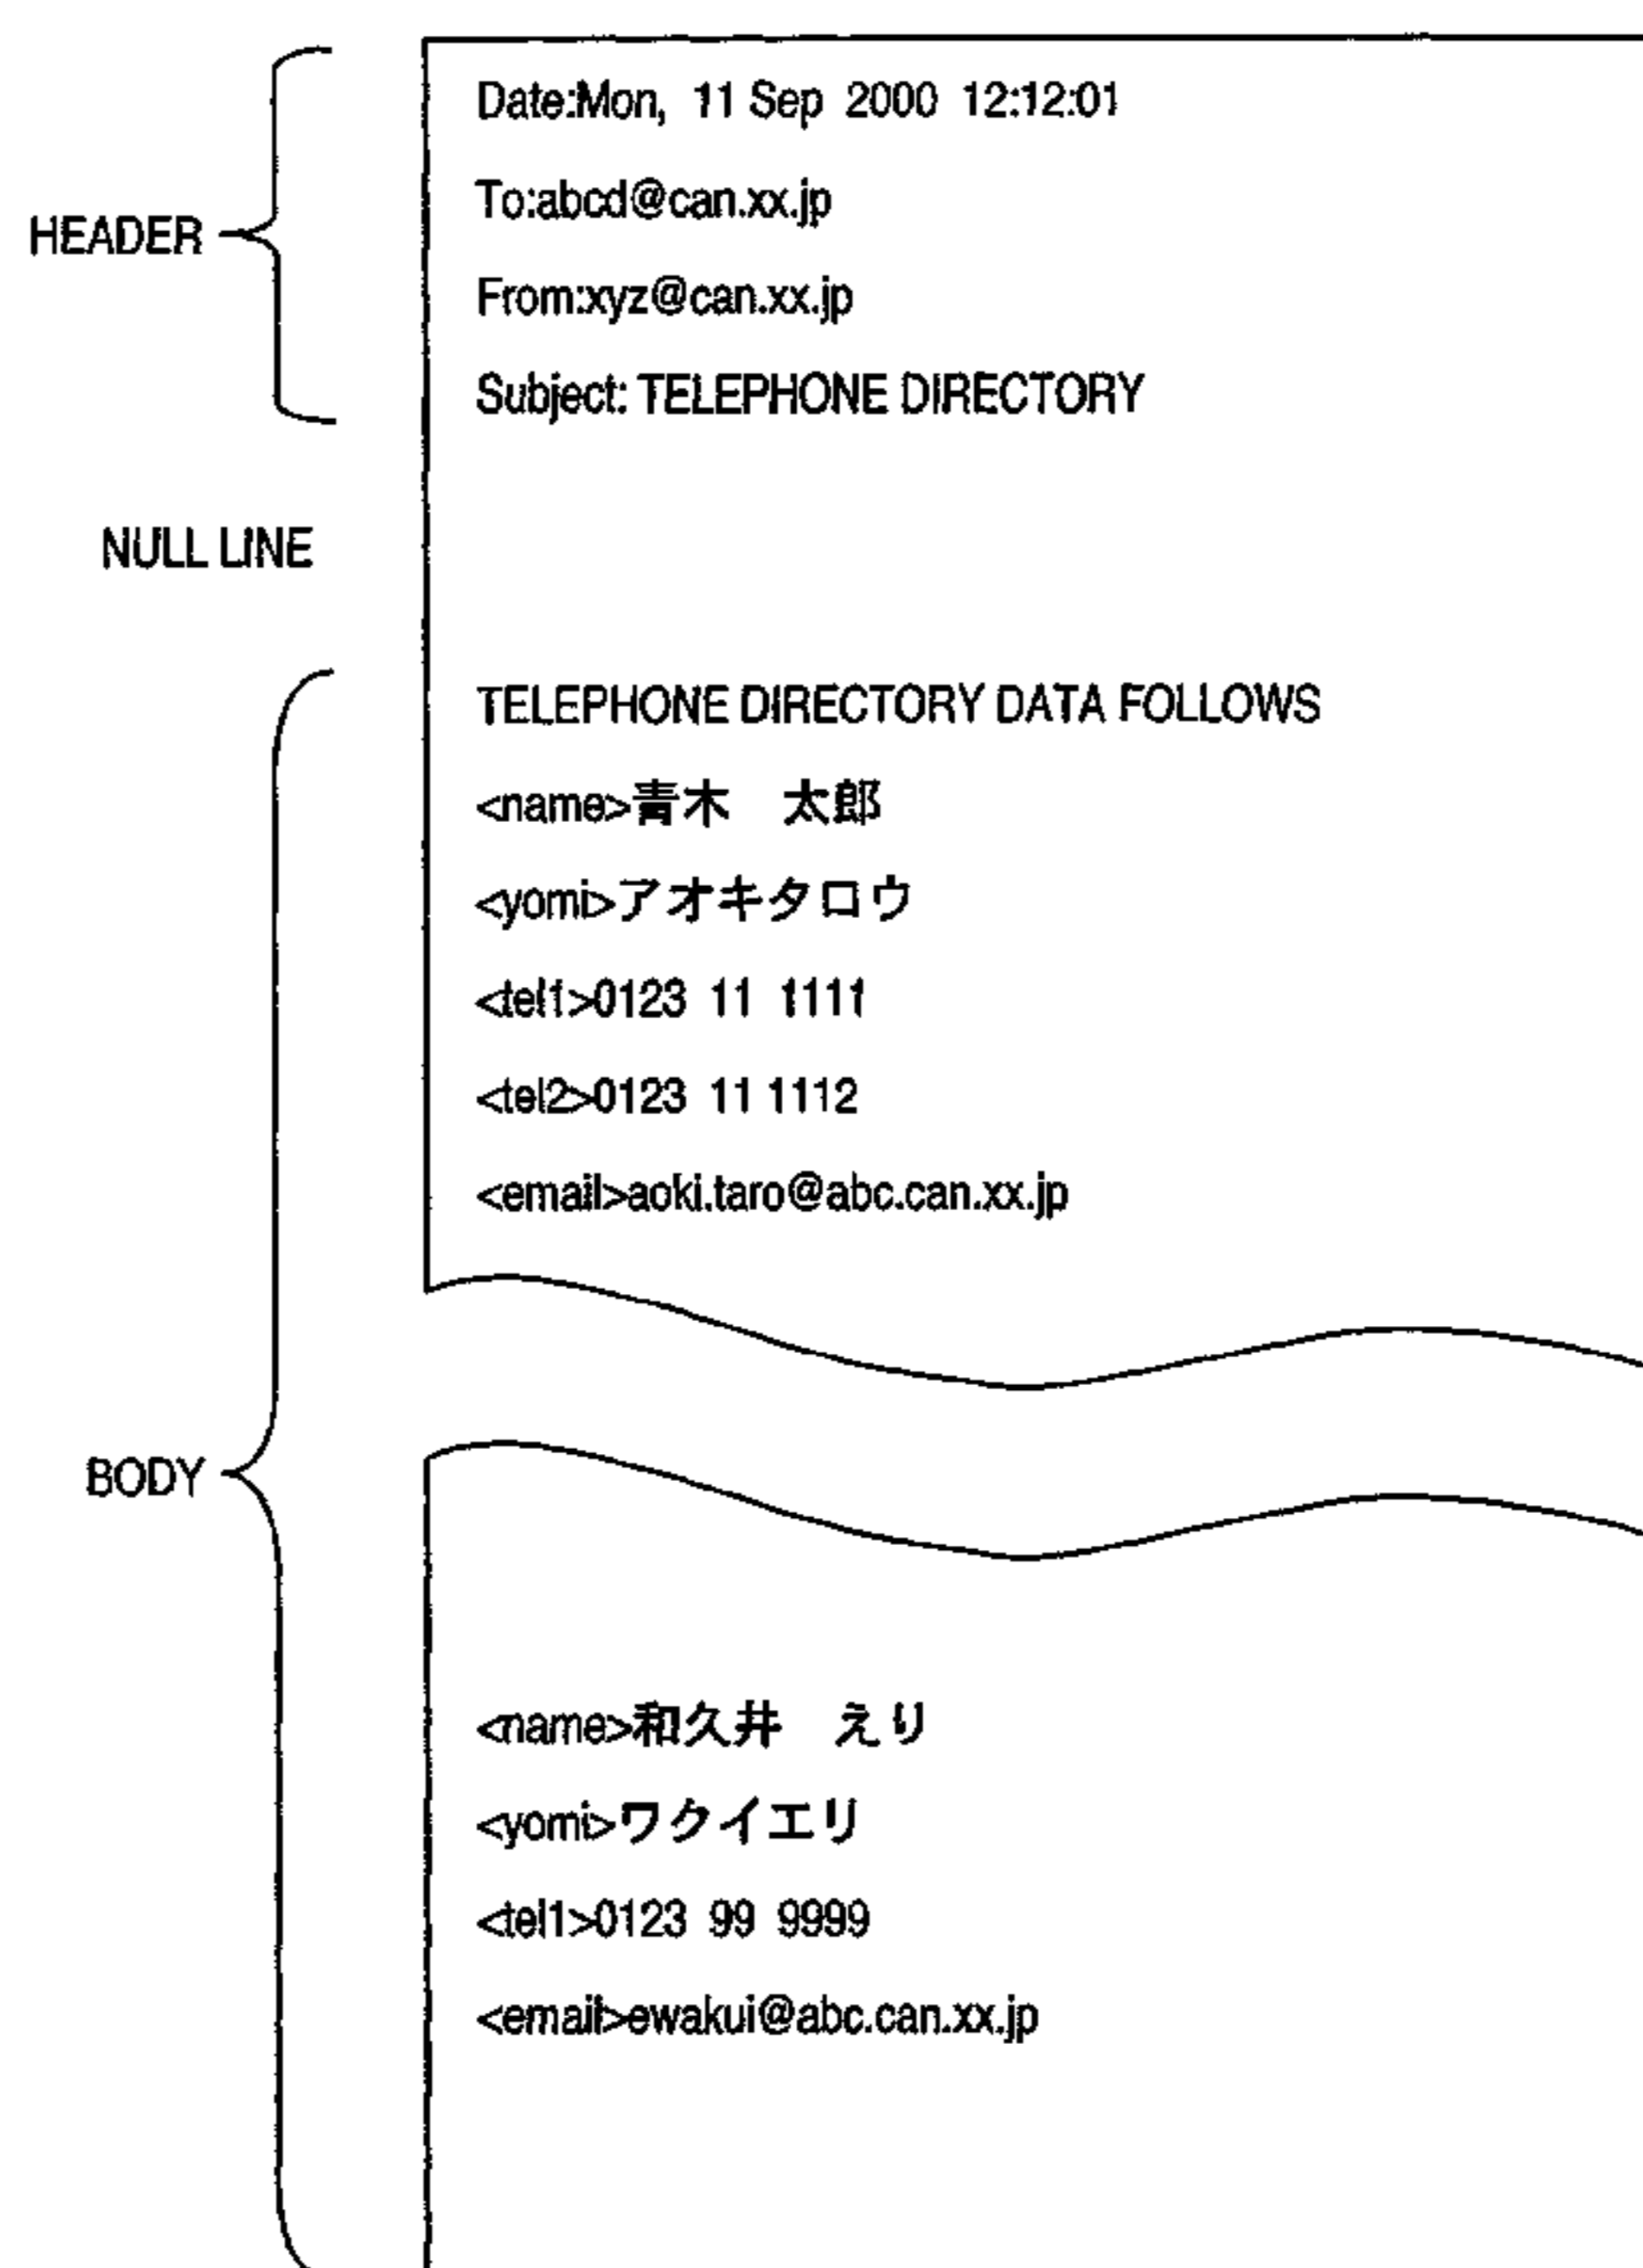 Date:Mon, 11 Sep 2000 12:12:01
To:abcd@can.xx.jp
HEADER
From:xyz@can.xx.jp
Subject: TELEPHONE DIRECTORY
NULL LINE
TELEPHONE DIRECTORY DATA FOLLOWS
<name>青木　太郎
<yomi>アオキタロウ
<tel1>0123 11 1111
<tel2>0123 11 1112
<email>aoki.taro@abc.can.xx.jp
BODY
<name>和久井　えり
<yomi>ワクイエリ
<tel1>0123 99 9999
<email>ewakui@abc.can.xx.jp